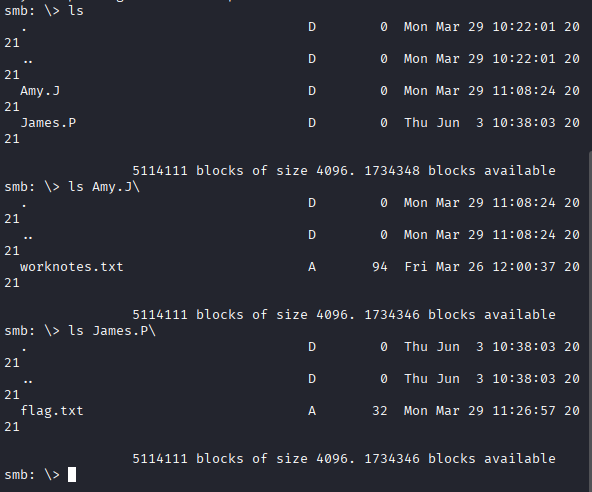 smb: \> ls
. D 0 Mon Mar 29 10:22:01 20
21
.. D 0 Mon Mar 29 10:22:01 20
21
Amy.J D 0 Mon Mar 29 11:08:24 20
21
James.P D 0 Thu Jun 3 10:38:03 20
21
5114111 blocks of size 4096. 1734348 blocks available
smb: \> ls Amy.J\
. D 0 Mon Mar 29 11:08:24 20
21
.. D 0 Mon Mar 29 11:08:24 20
21
worknotes.txt A 94 Fri Mar 26 12:00:37 20
21
5114111 blocks of size 4096. 1734346 blocks available
smb: \> ls James.P\
. D 0 Thu Jun 3 10:38:03 20
21
.. D 0 Thu Jun 3 10:38:03 20
21
flag.txt A 32 Mon Mar 29 11:26:57 20
21
5114111 blocks of size 4096. 1734346 blocks available
smb: \>